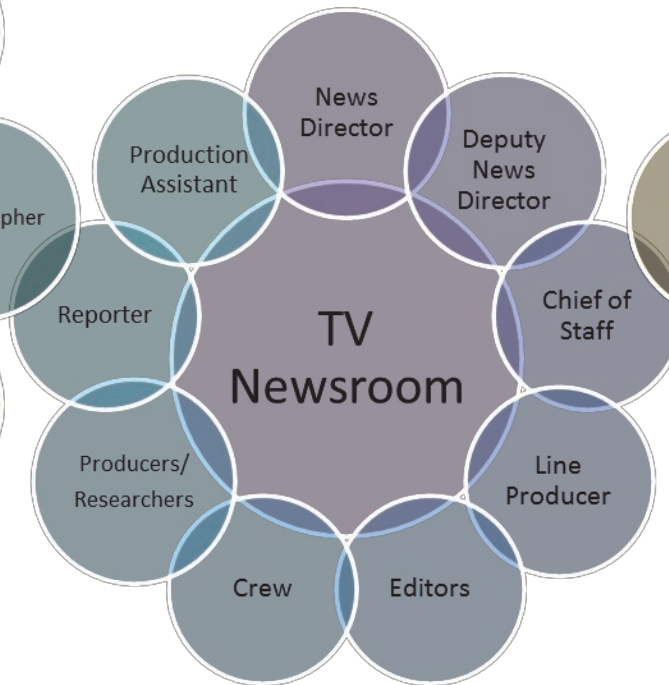 News
Director
Deputy
News
Director
Production
Assistant
pher
Chief of
Staff
Reporter
TV
Newsroom
Line
Producer
Producers/
Researchers
Crew
Editors